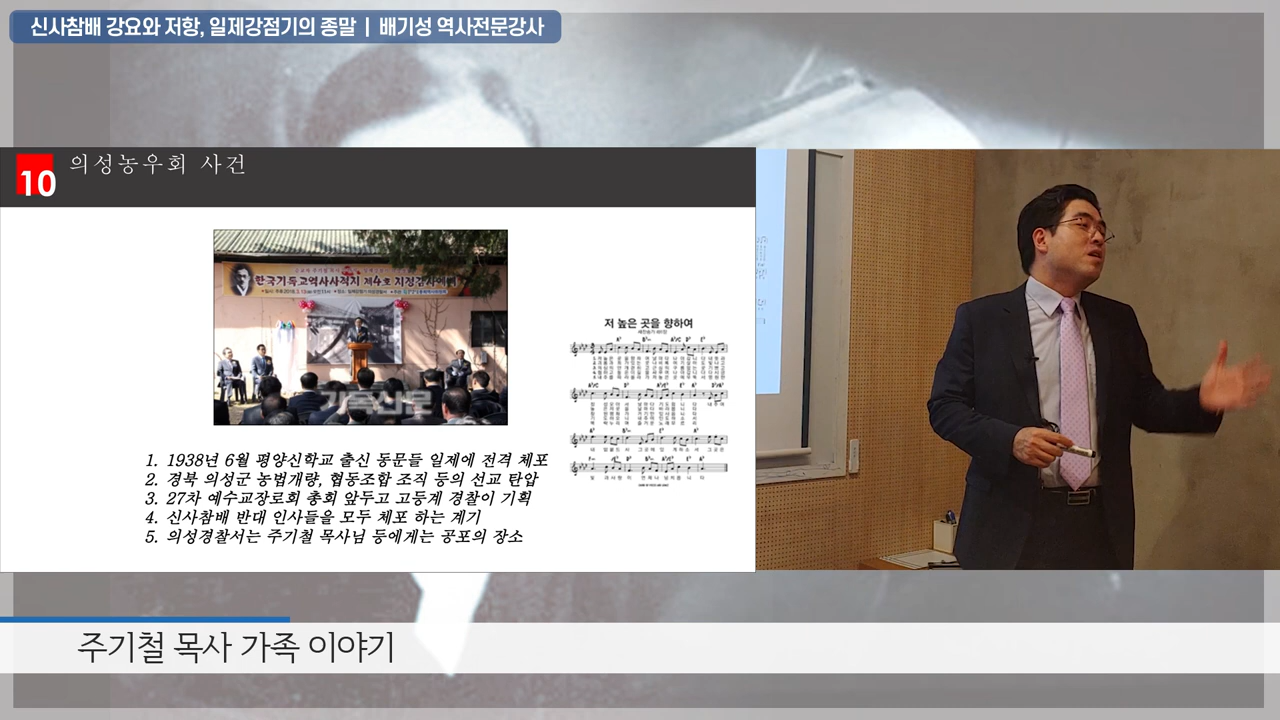 신사참배 강요와 저항, 일제강점기의 종말 | 배기성 역사전문강사
10
의성농우회 사건
한국기독교역사사적지 제4호 지정감사예배
기독신문
저 높은 곳을 향하여
1. 1938년 6월 평양신학교 출신 동문들 일제에 전격 체포
2. 경북 의성군 농법개량, 협동조합 조직 등의 선교 탄압
3. 27차 예수교장로회 총회 앞두고 고등계 경찰이 기획
4. 신사참배 반대 인사들을 모두 체포 하는 계기
5. 의성경찰서는 주기철 목사님 등에게는 공포의 장소
주기철 목사 가족 이야기